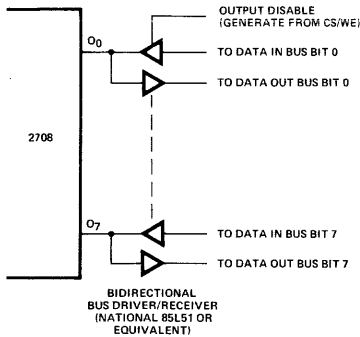 OUTPUT DISABLE
(GENERATE FROM CS/WE)
O0
TO DATA IN BUS BIT 0
TO DATA OUT BUS BIT 0
2708
O7
TO DATA IN BUS BIT 7
TO DATA OUT BUS BIT 7
BIDIRECTIONAL
BUS DRIVER/RECEIVER
(NATIONAL 85L51 OR
EQUIVALENT)